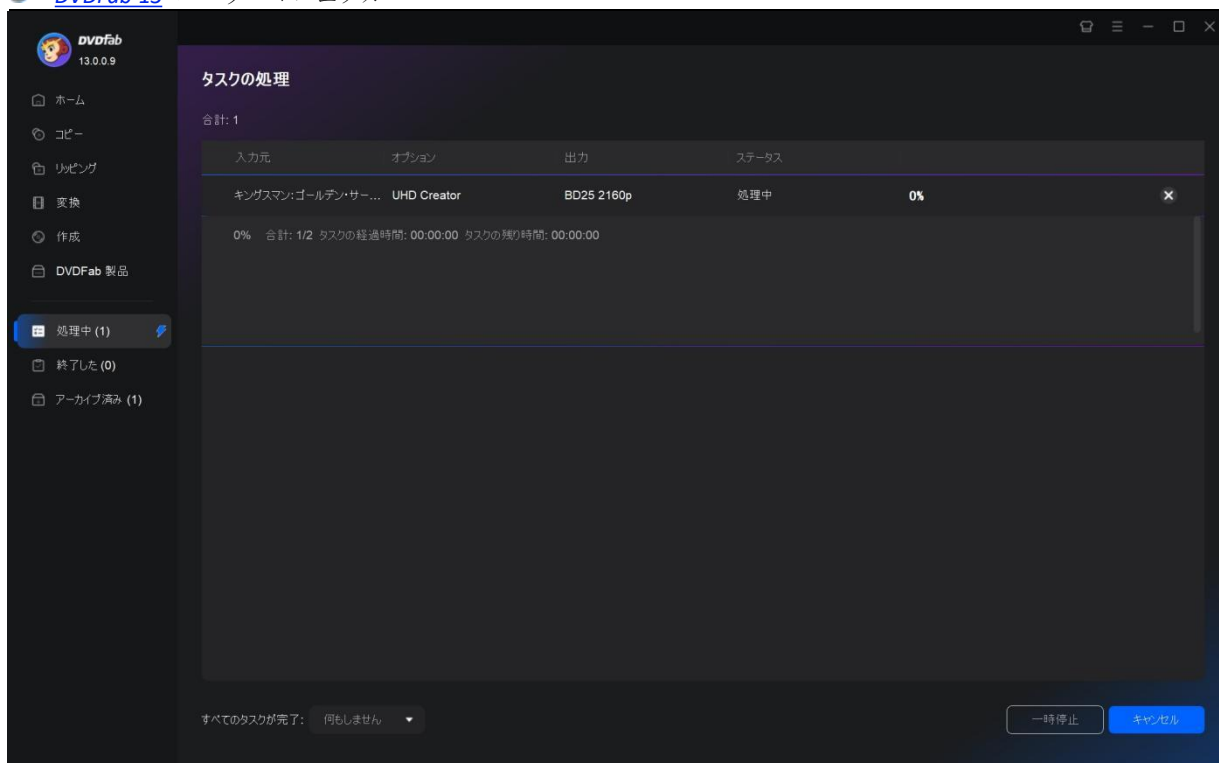 DVDFab 13
DVDFab
13.0.0.9
ホーム
コピー
リッピング
変換
作成
DVDFab 製品
処理中 (1)
終了した (0)
アーカイブ済み (1)
タスクの処理
合計: 1
入力元 オプション 出力 ステータス
キングスマン:ゴールデン・サー... UHD Creator BD25 2160p 処理中 0%
0% 合計: 1/2 タスクの経過時間: 00:00:00 タスクの残り時間: 00:00:00
すべてのタスクが完了: 何もしません
一時停止 キャンセル